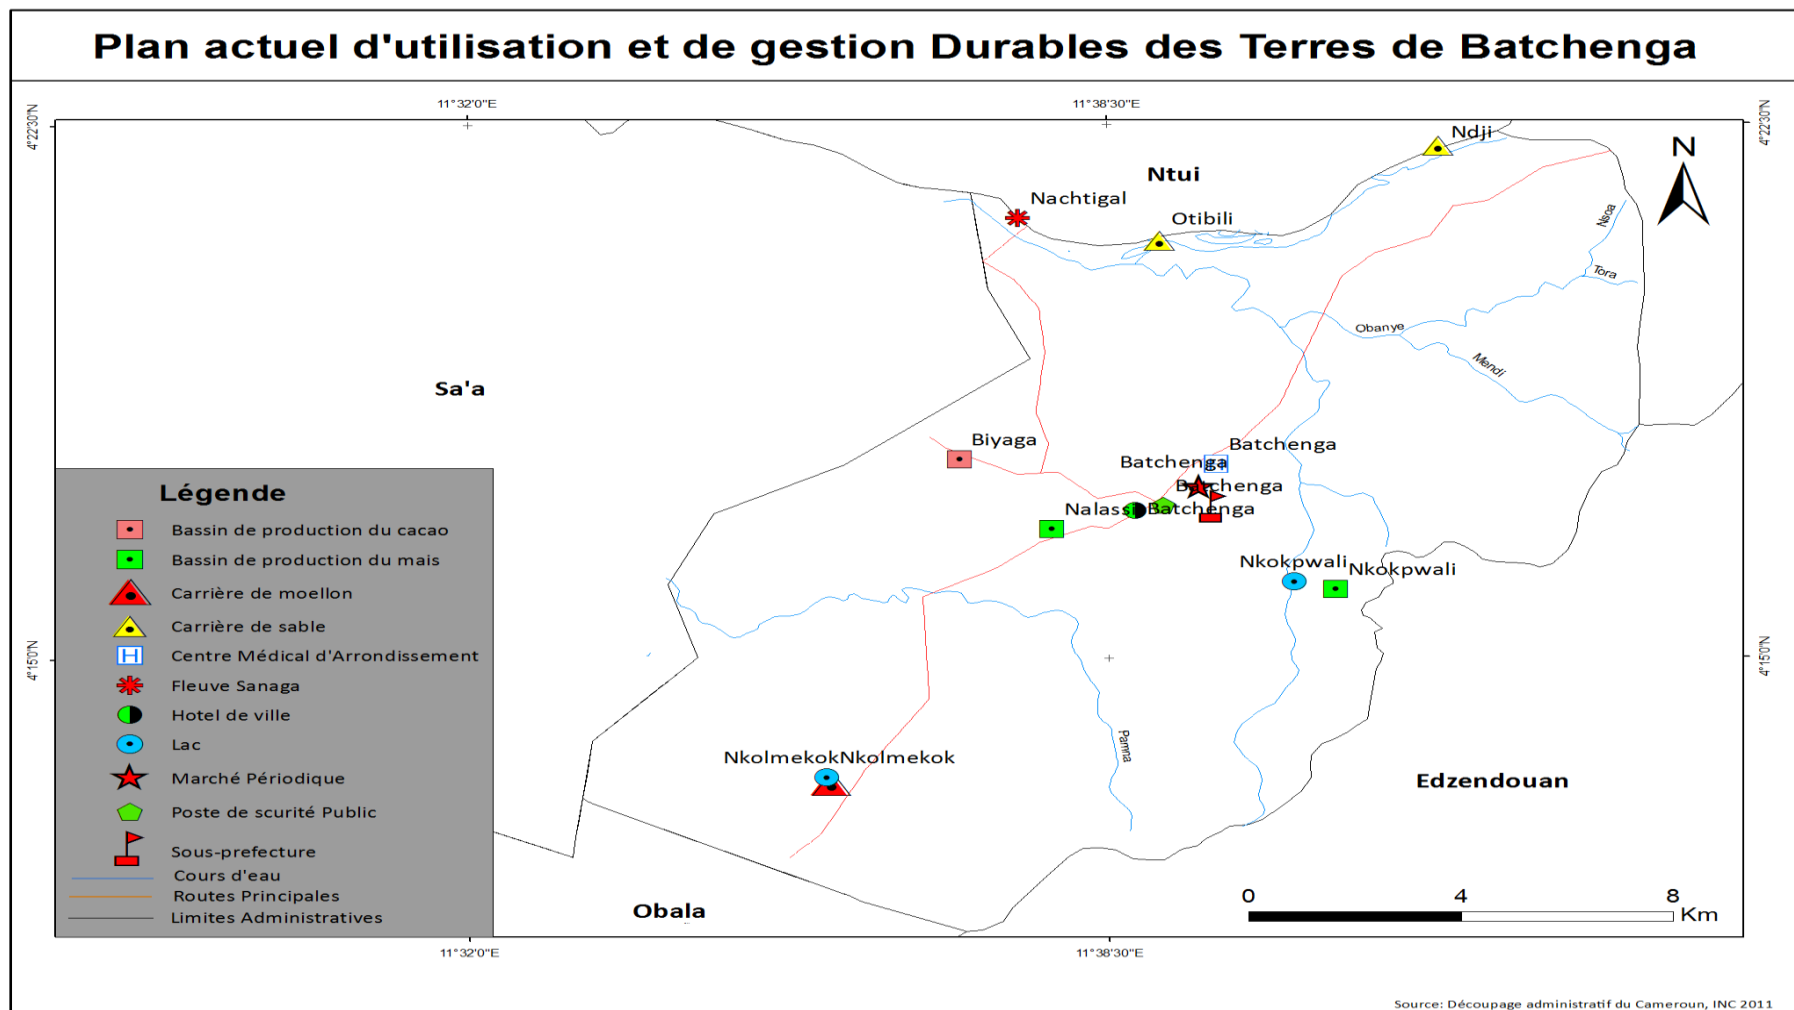 Plan actuel d'utilisation et de gestion Durables des Terres de Batchenga
11°32'0"E
11°38'30"E
4°22'30"N
4°22'30"N
Ndji
N
Ntui
Nachtigal
Otibili
Nsoa
Tora
Obanye
Mendi
Sa'a
Biyaga
Batchenga
Batchenga
Batchenga
Nalassi
Batchenga
Nkokpwali
Nkokpwali
4°15'0"N
4°15'0"N
Pamna
NkolmekokNkolmekok
Edzendouan
Obala
Légende
Bassin de production du cacao
Bassin de production du mais
Carrière de moellon
Carrière de sable
H
Centre Médical d'Arrondissement
Fleuve Sanaga
Hotel de ville
Lac
Marché Périodique
Poste de scurité Public
Sous-prefecture
Cours d'eau
Routes Principales
Limites Administratives
0 4 8
Km
11°32'0"E
11°38'30"E
Source: Découpage administratif du Cameroun, INC 2011